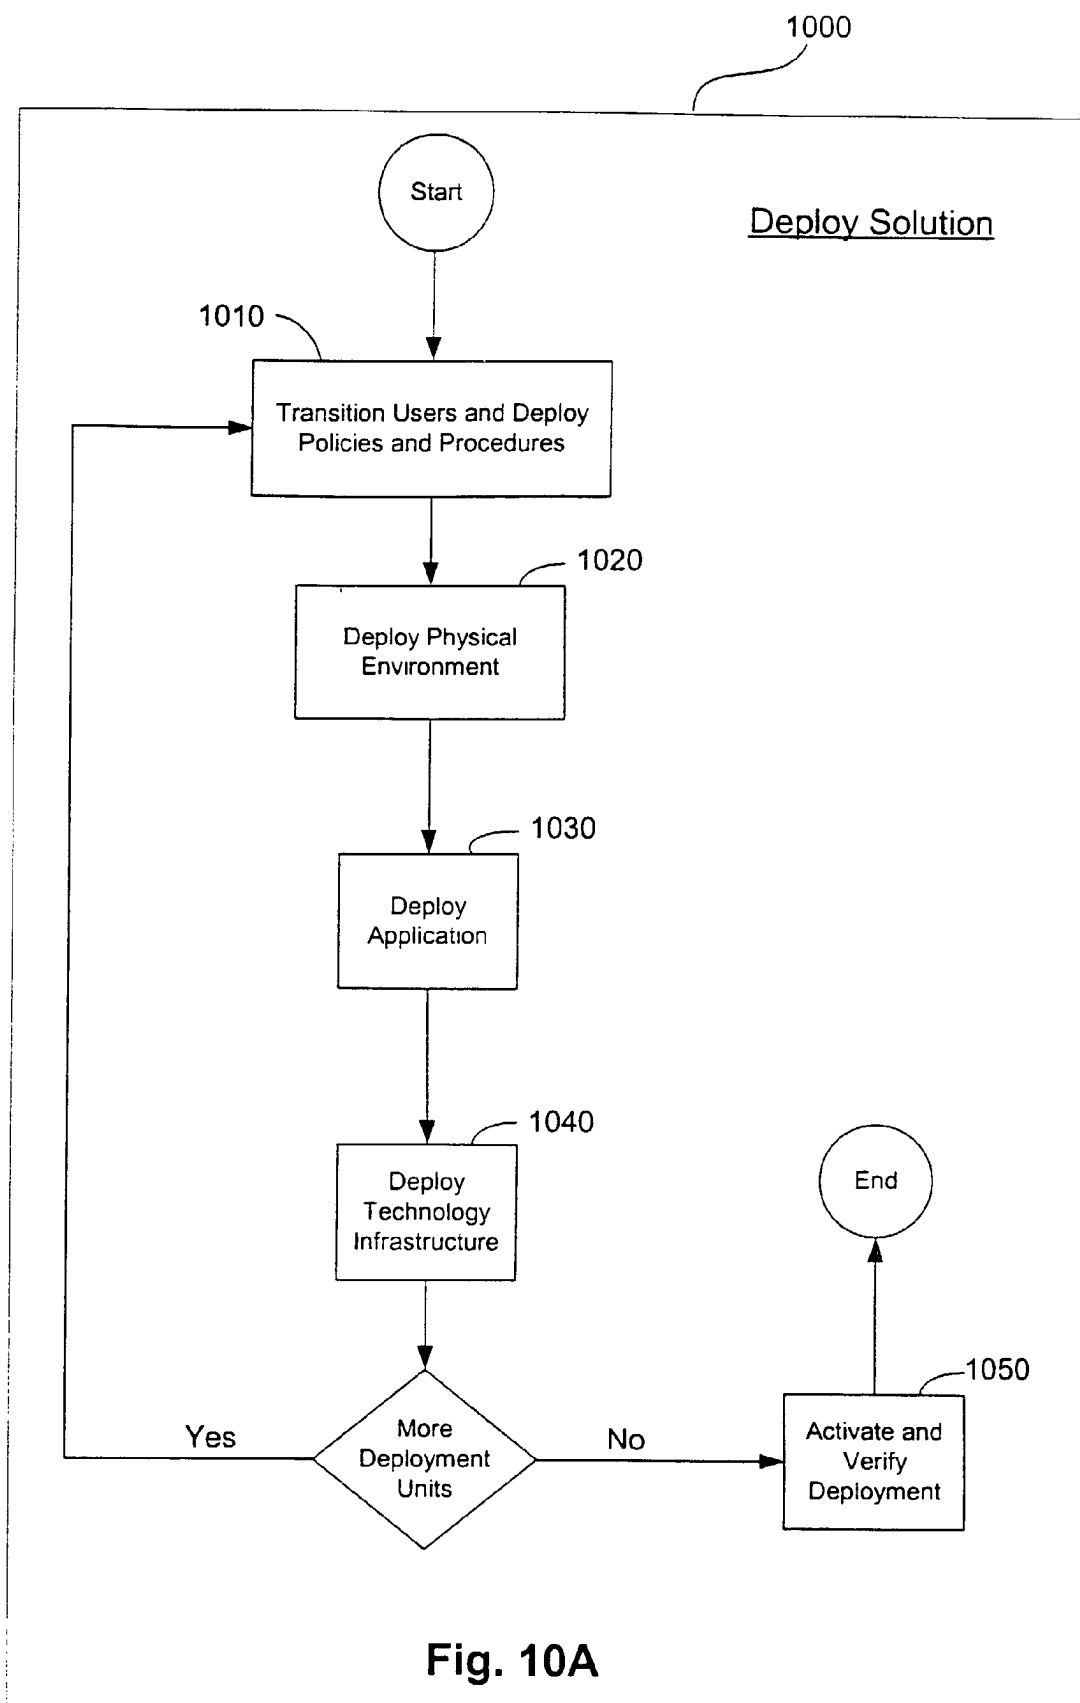 1000
Start
Deploy Solution
1010
Transition Users and Deploy
Policies and Procedures
1020
Deploy Physical
Environment
1030
Deploy
Application
1040
Deploy
Technology
Infrastructure
End
1050
More
Deployment
Units
Yes
No
Activate and
Verify
Deployment
Fig. 10A